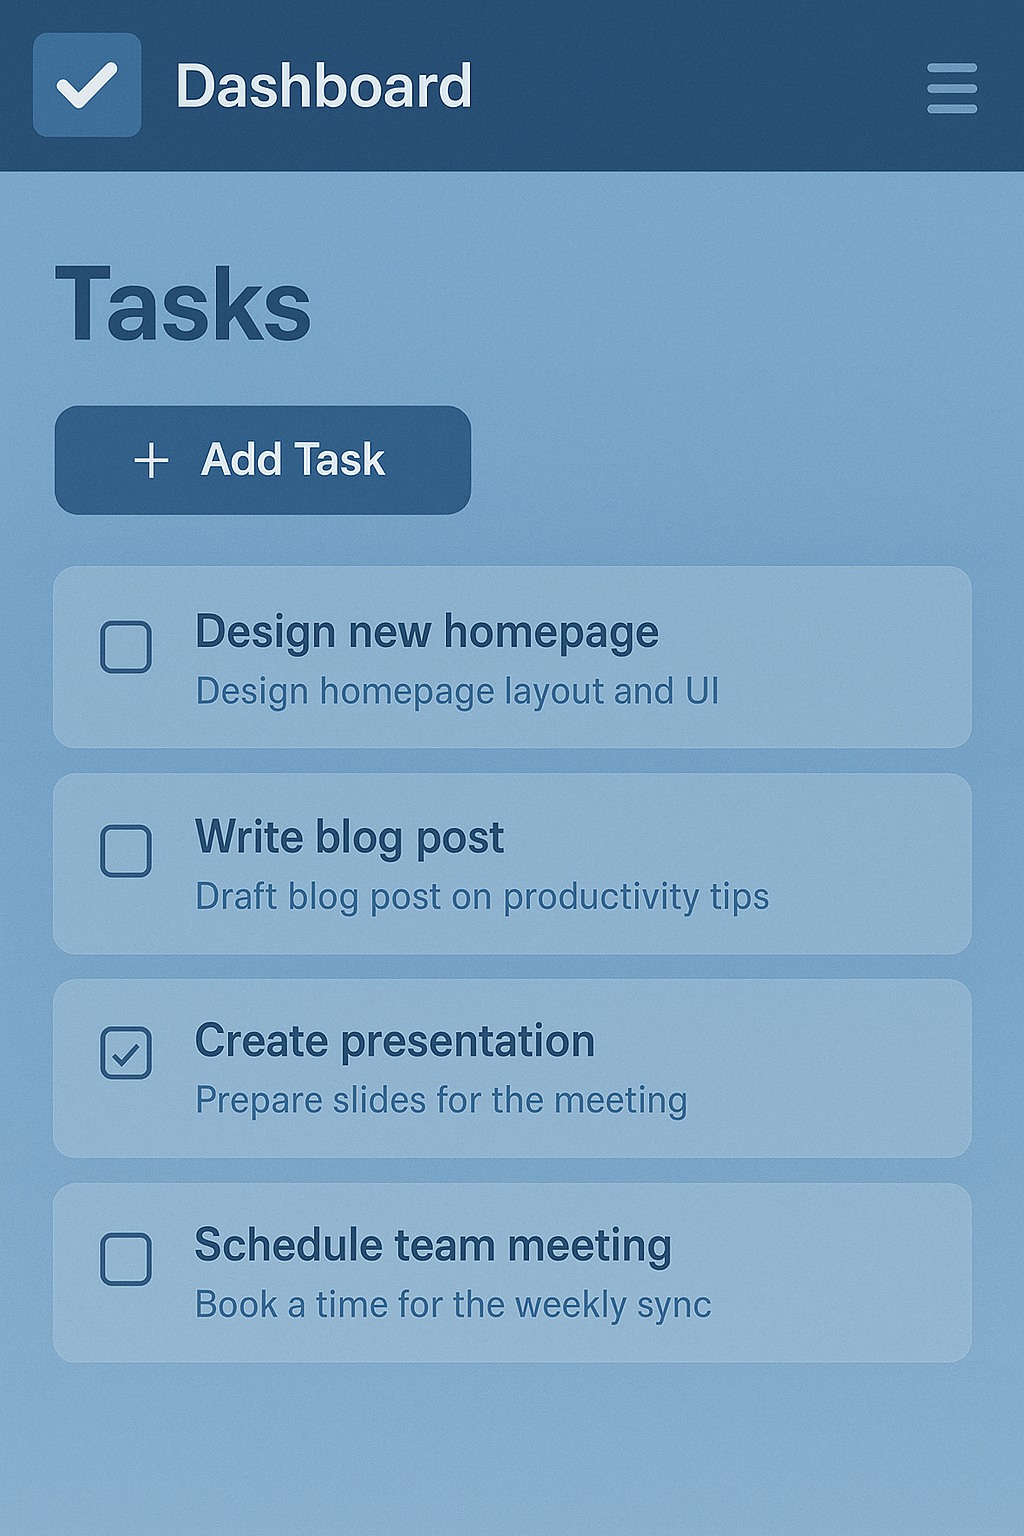 Dashboard
Tasks
+ Add Task
Design new homepage
Design homepage layout and UI
Write blog post
Draft blog post on productivity tips
Create presentation
Prepare slides for the meeting
Schedule team meeting
Book a time for the weekly sync